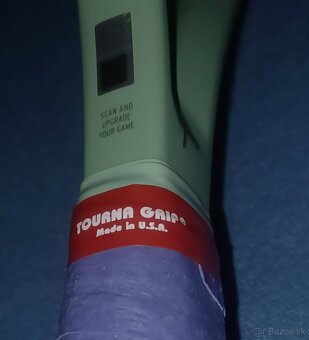 SCAN AND
UPGRADE
YOUR GAME
TOURNA GRIP®
Made in U.S.A.
Bazos.sk